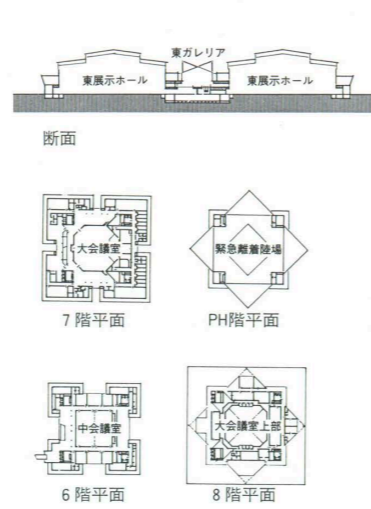 東ガレリア
東展示ホール 東展示ホール
断面
大会議室 緊急離着陸場
7階平面 PH階平面
中会議室 大会議室上部
6階平面 8階平面